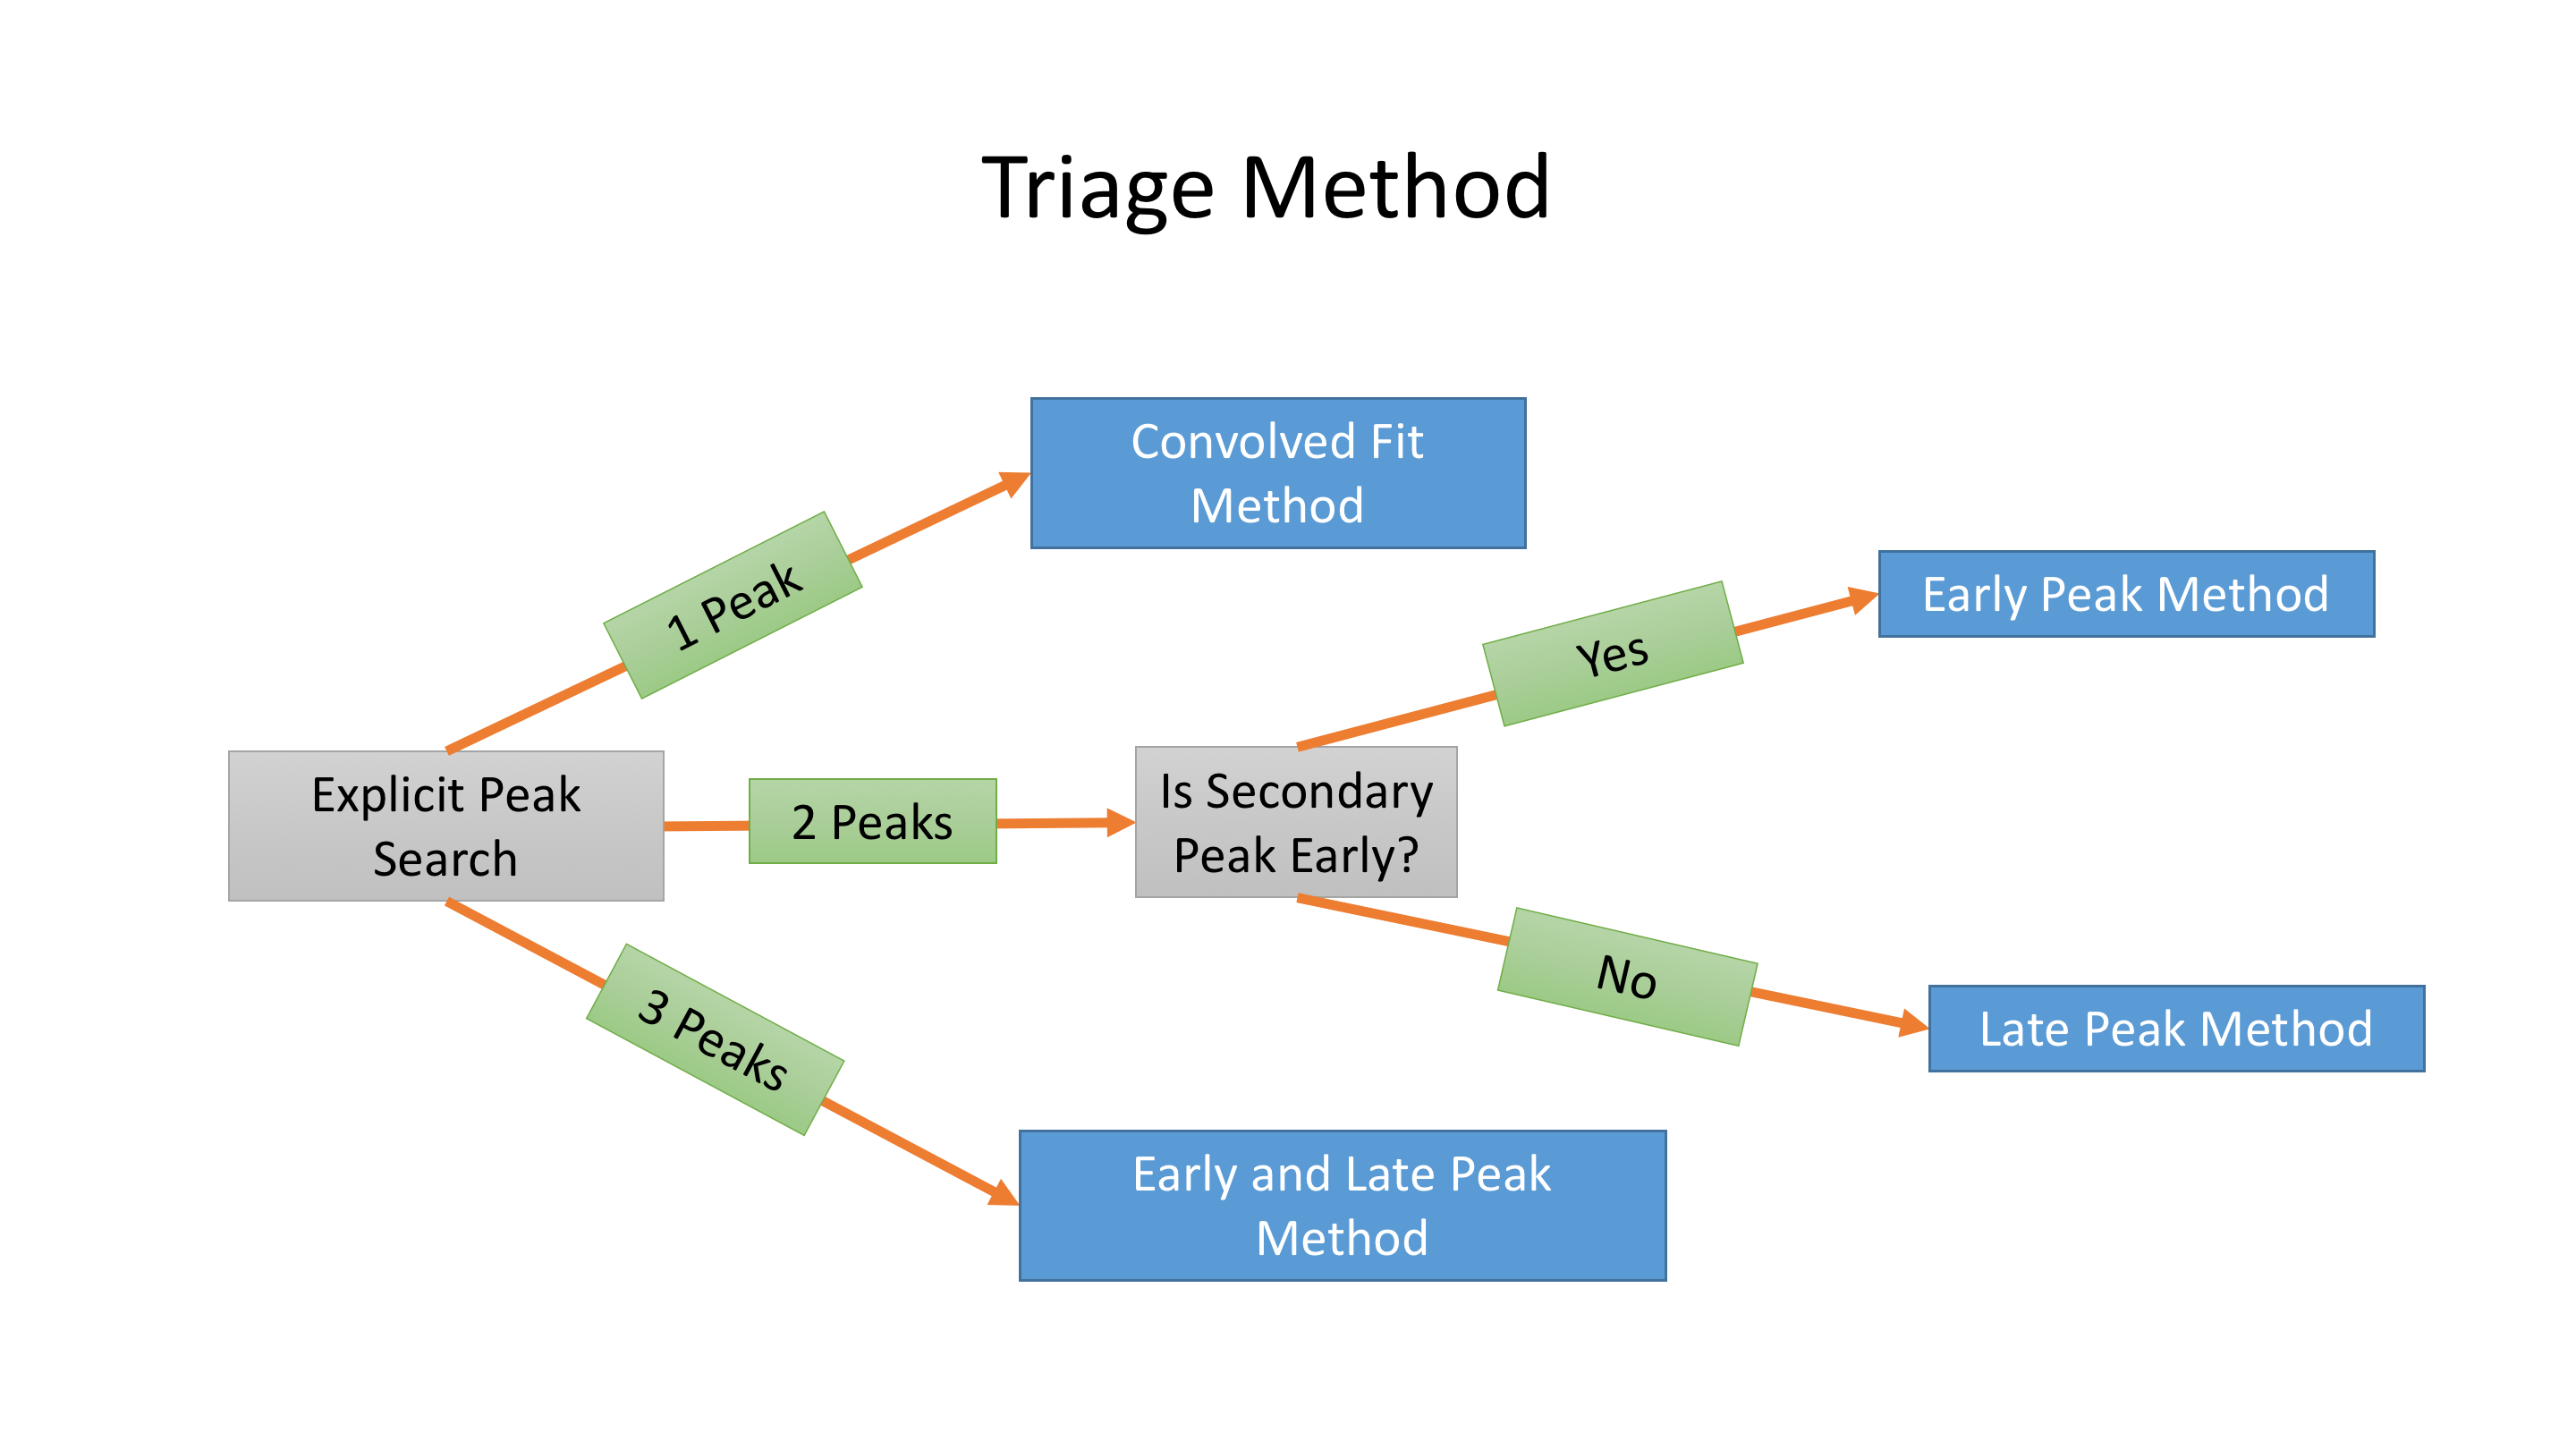 Triage Method
Convolved Fit
Method
1 Peak
Early Peak Method
Yes
Explicit Peak
Search
2 Peaks
Is Secondary
Peak Early?
No
Late Peak Method
3 Peaks
Early and Late Peak
Method